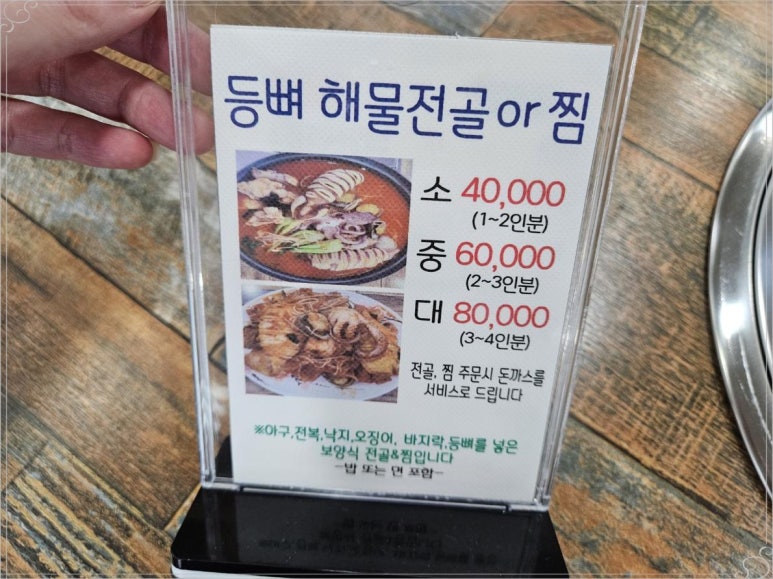 등뼈 해물전골 or 찜
소 40,000
(1~2인분)
중 60,000
(2~3인분)
대 80,000
(3~4인분)
전골, 찜 주문시 돈까스를
서비스로 드립니다
※아구,전복,낙지,오징어, 바지락,등뼈를 넣은
보양식 전골&찜입니다
-밥 또는 면 포함-